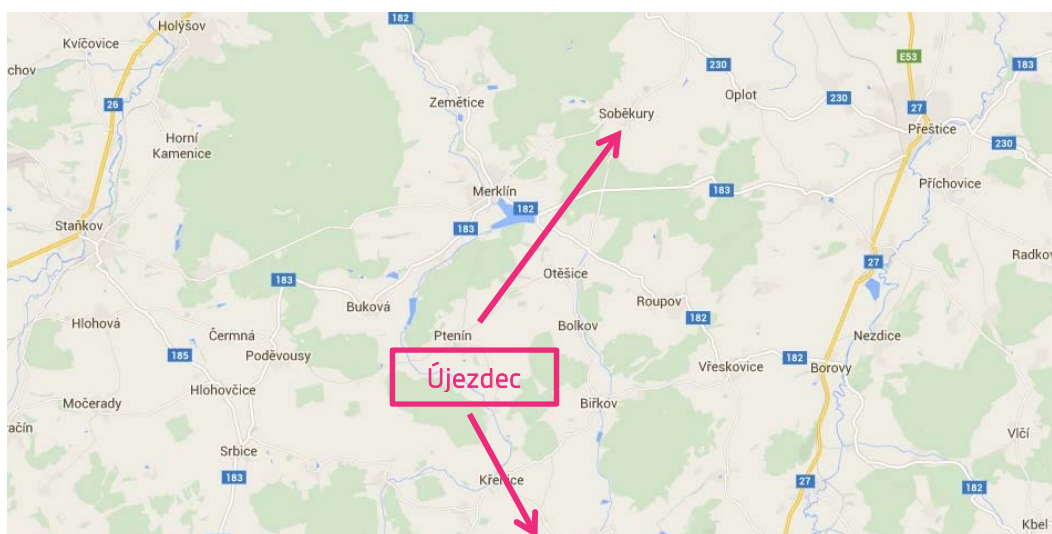 Holýšov
182
Kvíčovice
chov
E53
230
183
26
Zemětice
Oplot
230
27
Soběkury
Přeštice
Horní
Kamenice
230
Merklín
183
Příchovice
182
Staňkov
183
Radkov
27
Otěšice
183
Buková
Roupov
182
Hlohová
Čermná
Ptenín
Bolkov
Nezdice
185
Poděvousy
182
Vřeskovice
Borovy
Újezdec
Hlohovčice
Močerady
Biřkov
ačín
Vlčí
Srbice
183
Křenice
27
182
Kbel